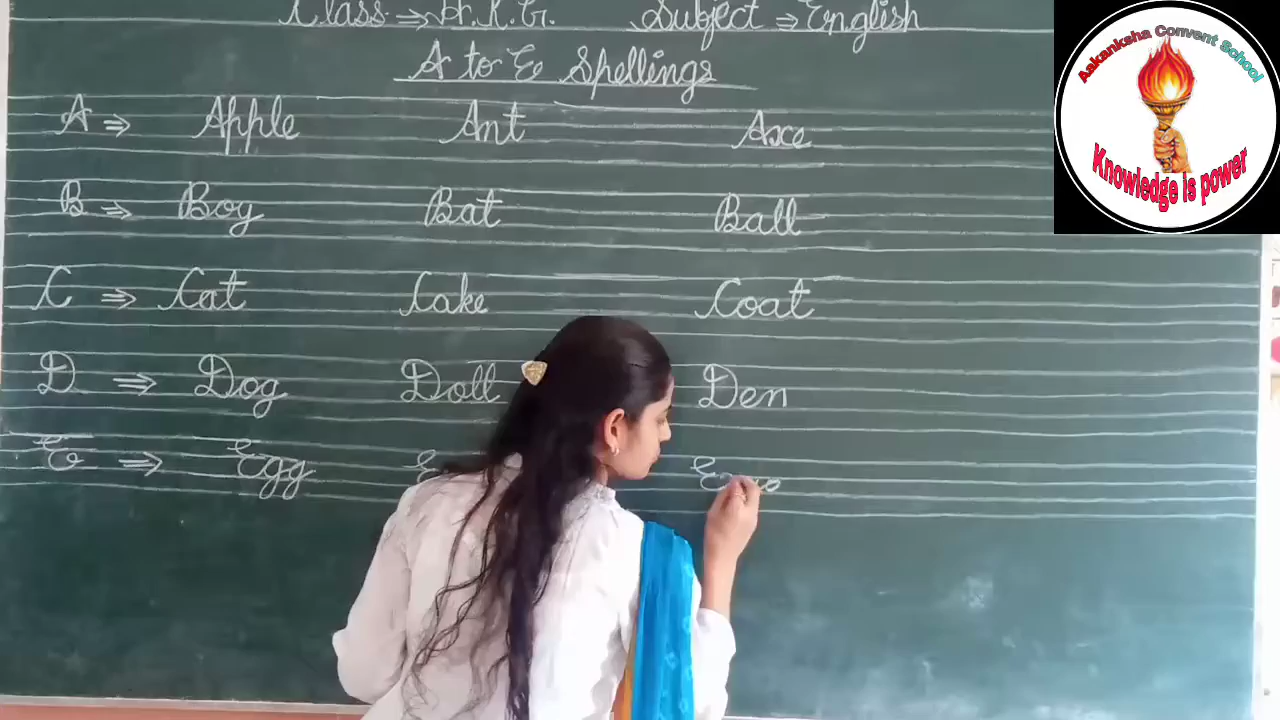 Class ⇒ H.K.G. Subject ⇒ English
A to E Spellings
A ⇒ Apple Ant Axe
B ⇒ Boy Bat Ball
C ⇒ Cat Cake Coat
D ⇒ Dog Doll Den
E ⇒ Egg
Aakanksha Convent School
Knowledge is power